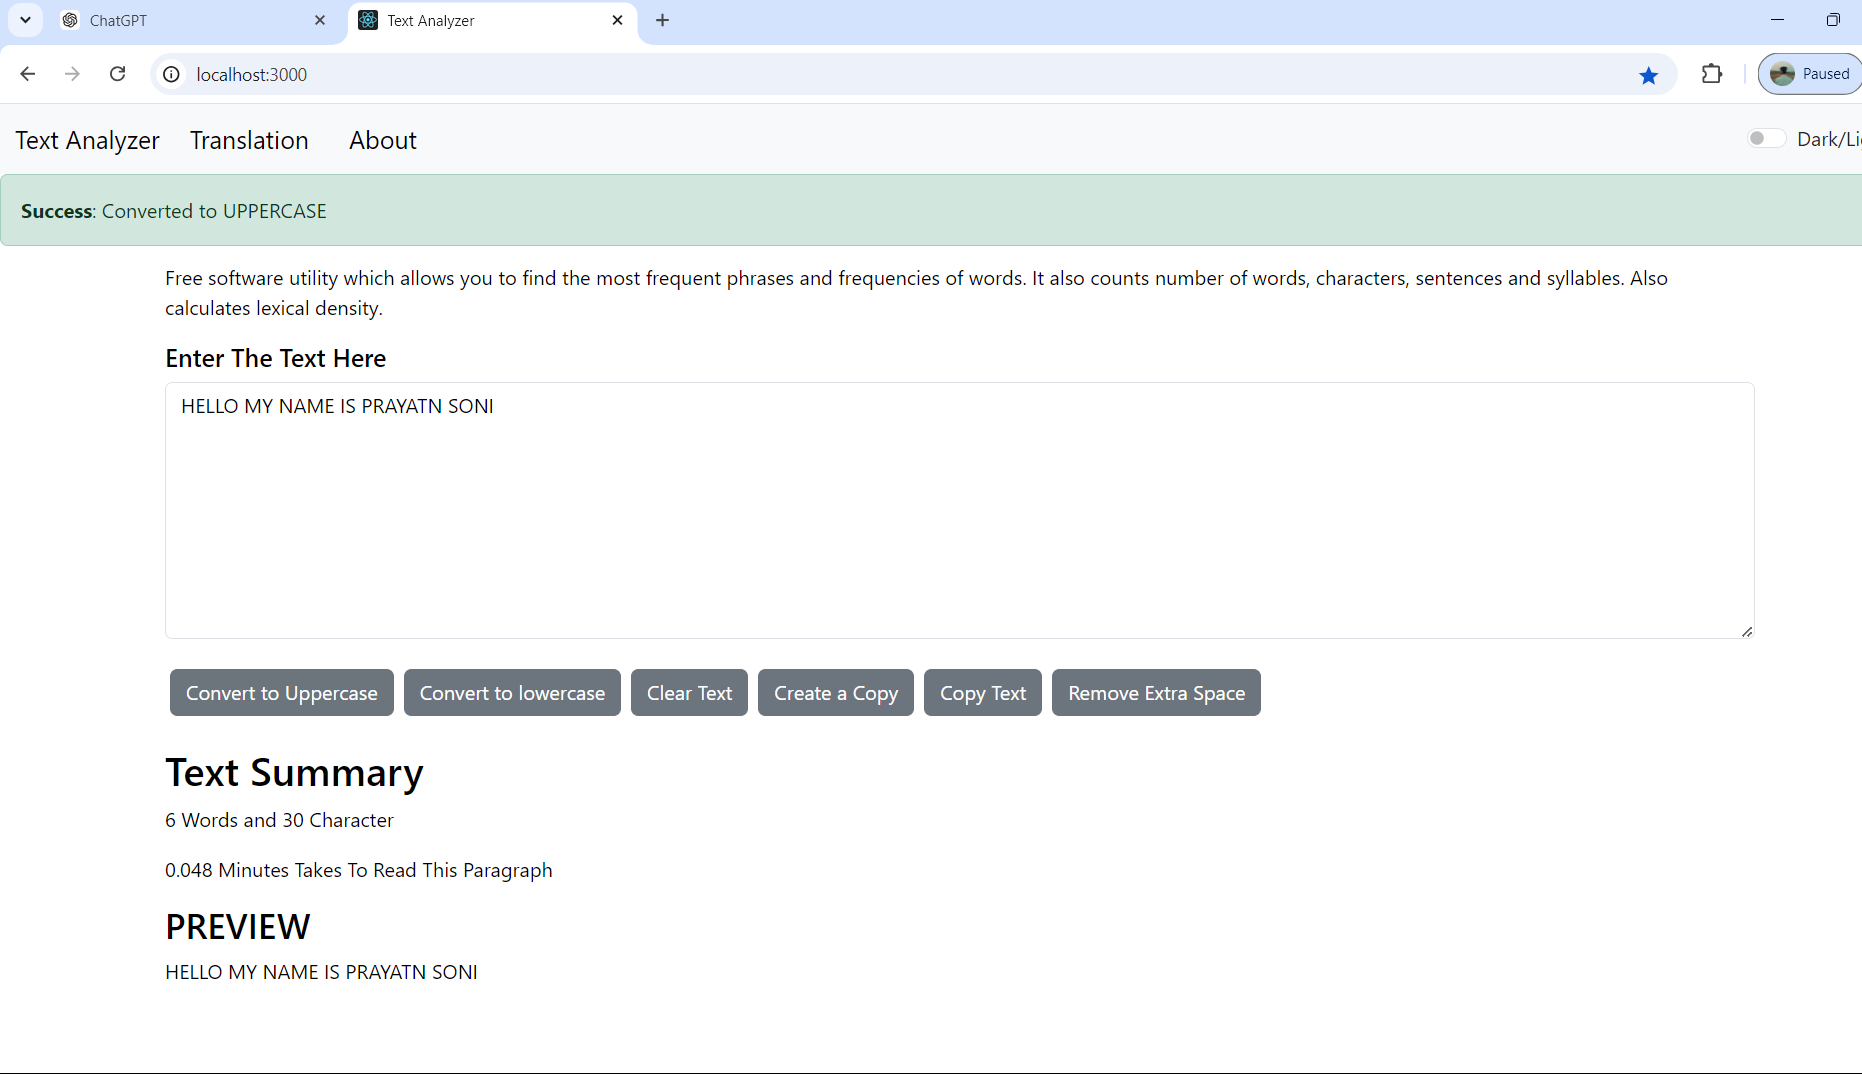 ChatGPT
Text Analyzer
localhost:3000
Paused
Text Analyzer
Translation
About
Dark/Li
Success: Converted to UPPERCASE
Free software utility which allows you to find the most frequent phrases and frequencies of words. It also counts number of words, characters, sentences and syllables. Also
calculates lexical density.
Enter The Text Here
HELLO MY NAME IS PRAYATN SONI
Convert to Uppercase
Convert to lowercase
Clear Text
Create a Copy
Copy Text
Remove Extra Space
Text Summary
6 Words and 30 Character
0.048 Minutes Takes To Read This Paragraph
PREVIEW
HELLO MY NAME IS PRAYATN SONI